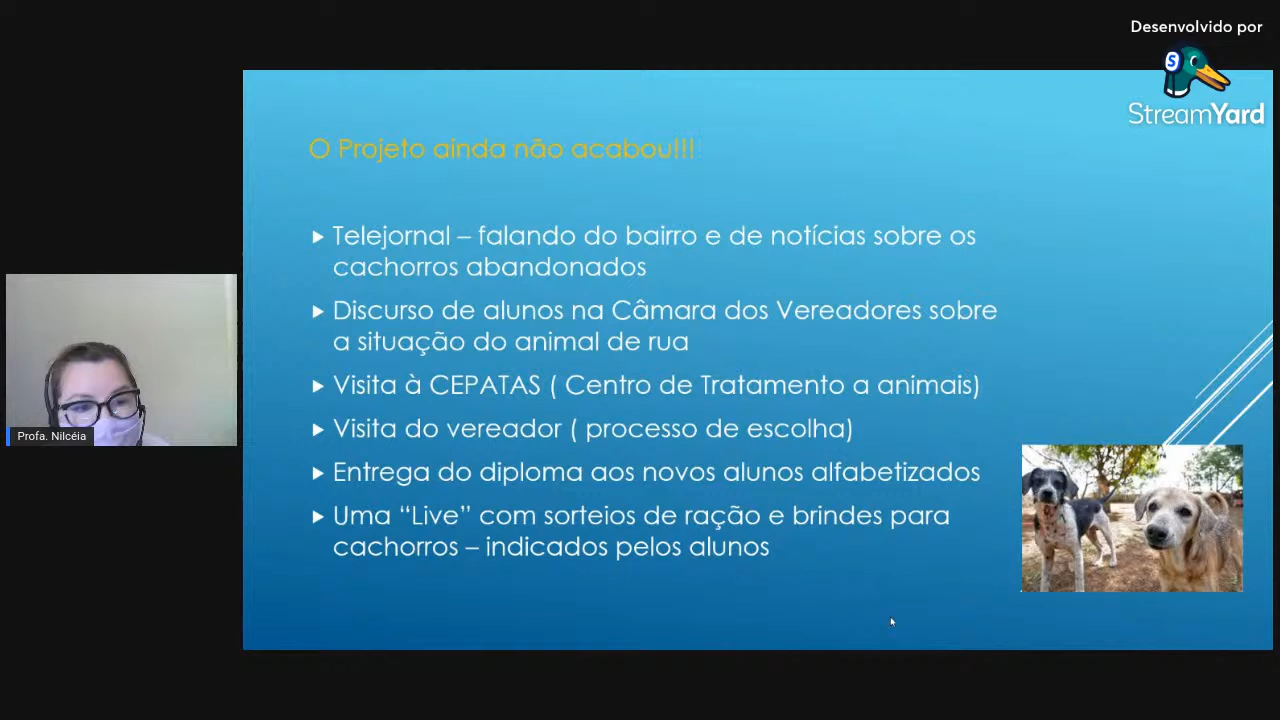 Desenvolvido por
S
StreamYard
O Projeto ainda não acabou!!!
Telejornal – falando do bairro e de notícias sobre os
cachorros abandonados
Discurso de alunos na Câmara dos Vereadores sobre
a situação do animal de rua
Visita à CEPATAS ( Centro de Tratamento a animais)
Visita do vereador ( processo de escolha)
Entrega do diploma aos novos alunos alfabetizados
Uma “Live” com sorteios de ração e brindes para
cachorros – indicados pelos alunos
Profa. Nilcéia